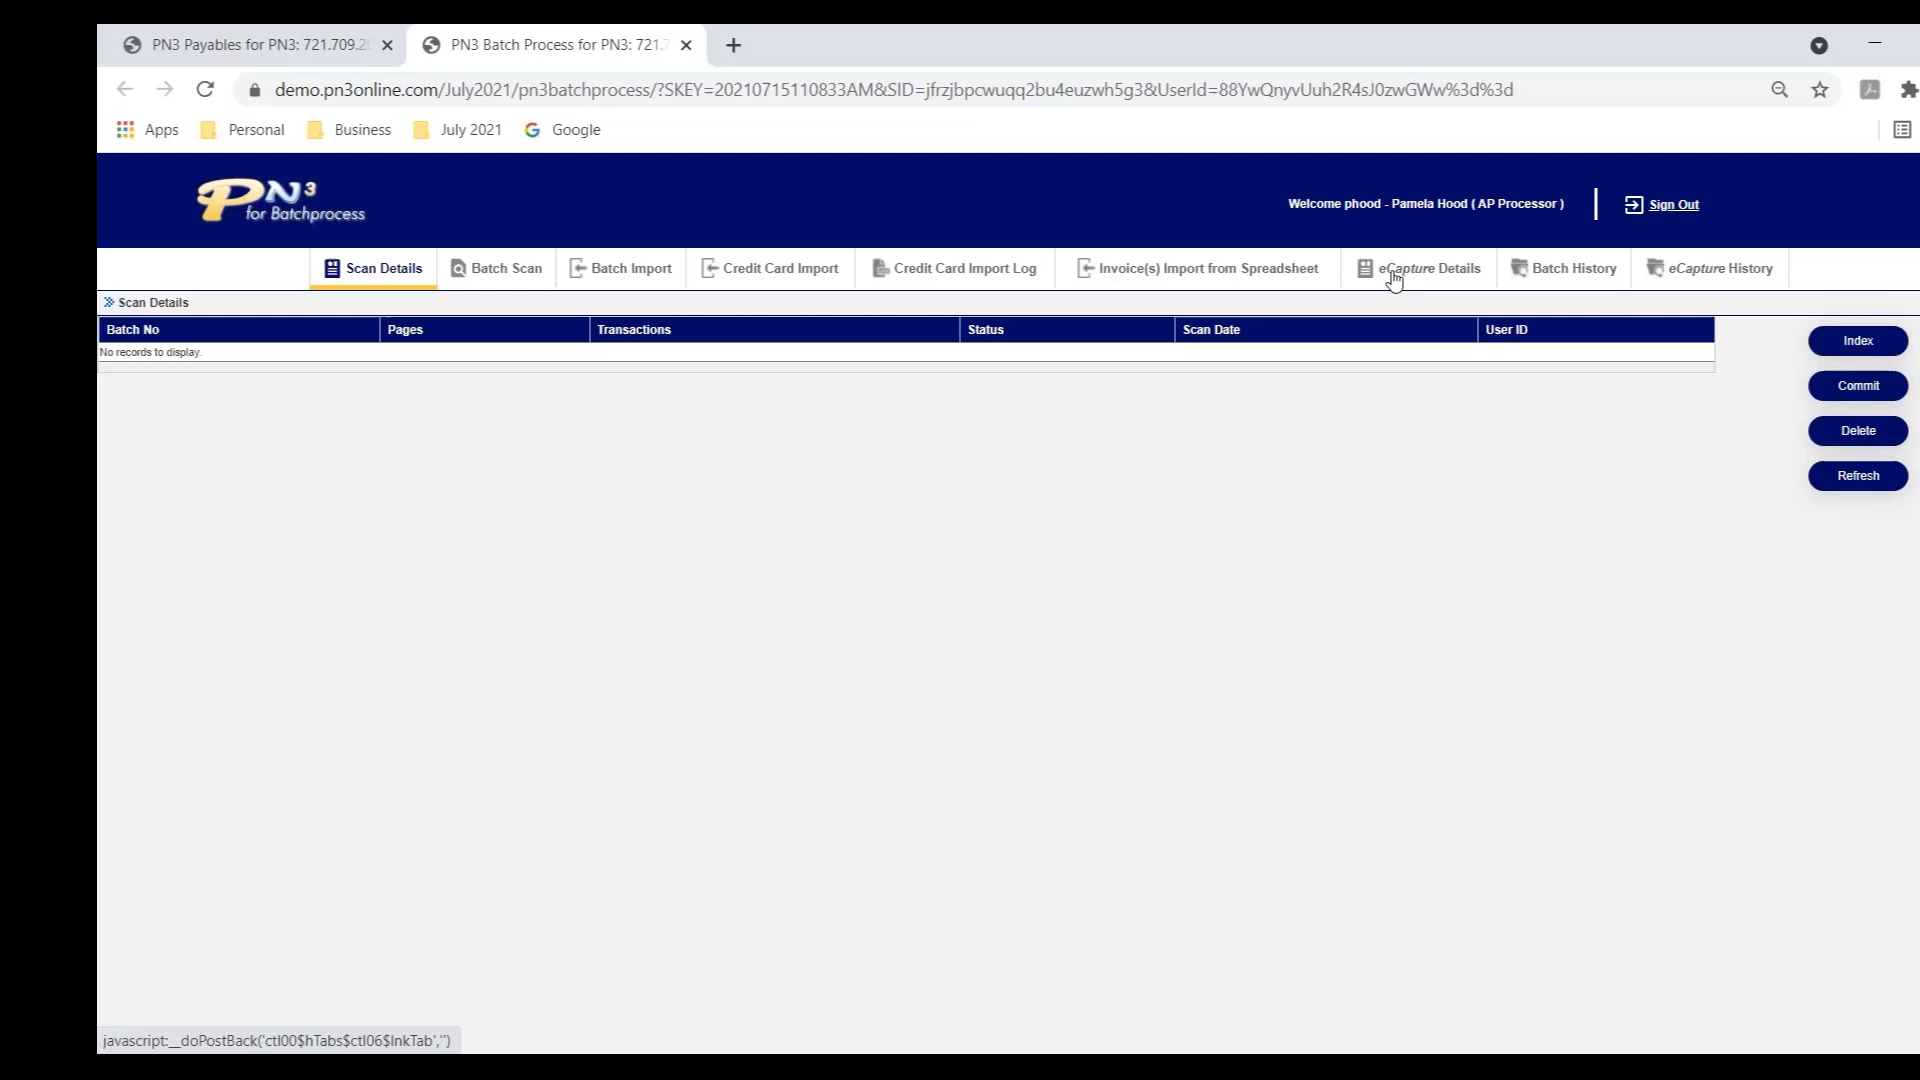 PN3 Payables for PN3: 721.709.2
PN3 Batch Process for PN3: 721.7
demo.pn3online.com/July2021/pn3batchprocess/?SKEY=20210715110833AM&SID=jfrzjbpcwuqq2bu4euzwh5g3&UserId=88YwQnyvUuh2R4sJ0zwGWw%3d%3d
Apps Personal Business July 2021 Google
PN3
for Batchprocess
Welcome phood - Pamela Hood ( AP Processor ) Sign Out
Scan Details Batch Scan Batch Import Credit Card Import Credit Card Import Log Invoice(s) Import from Spreadsheet eCapture Details Batch History eCapture History
Scan Details
Batch No Pages Transactions Status Scan Date User ID
No records to display.
Index
Commit
Delete
Refresh
javascript:__doPostBack('ctl00$hTabs$ctl06$lnkTab','')